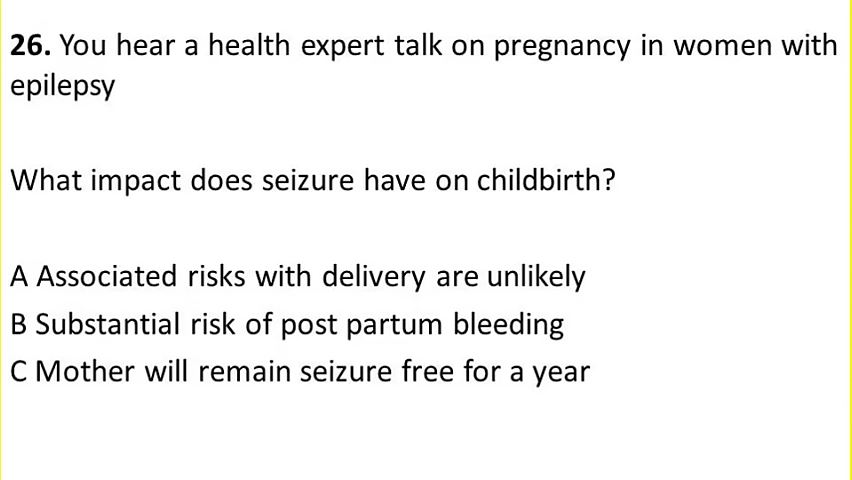 26. You hear a health expert talk on pregnancy in women with
epilepsy
What impact does seizure have on childbirth?
A Associated risks with delivery are unlikely
B Substantial risk of post partum bleeding
C Mother will remain seizure free for a year